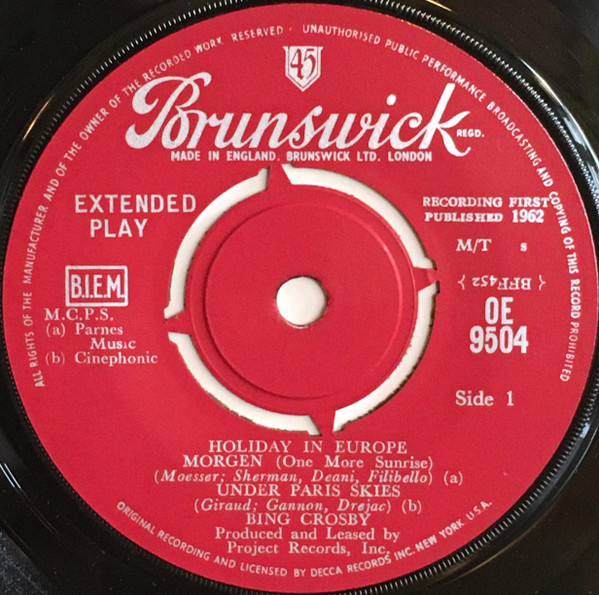 ALL RIGHTS OF THE MANUFACTURER AND OF THE OWNER OF THE RECORDED WORK RESERVED · UNAUTHORISED PUBLIC PERFORMANCE BROADCASTING AND COPYING OF THIS RECORD PROHIBITED
45
Brunswick REGD.
MADE IN ENGLAND. BRUNSWICK LTD. LONDON
EXTENDED
PLAY
RECORDING FIRST
PUBLISHED 1962
M/T s
BFF452
OE
9504
Side 1
B.I.E.M.
M.C.P.S.
(a) Parnes
Music
(b) Cinephonic
HOLIDAY IN EUROPE
MORGEN (One More Sunrise)
(Moesser; Sherman, Deani, Filibello) (a)
UNDER PARIS SKIES
(Giraud; Gannon, Drejac) (b)
BING CROSBY
Produced and Leased by
Project Records, Inc.
ORIGINAL RECORDING AND LICENSED BY DECCA RECORDS INC. NEW YORK. U.S.A.